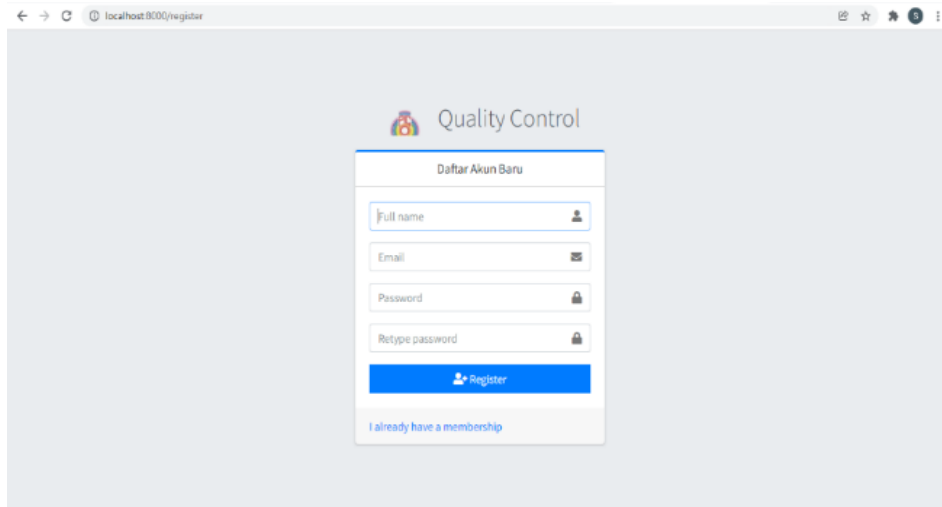 localhost:8000/register
S
Quality Control
Daftar Akun Baru
Full name
Email
Password
Retype password
Register
I already have a membership